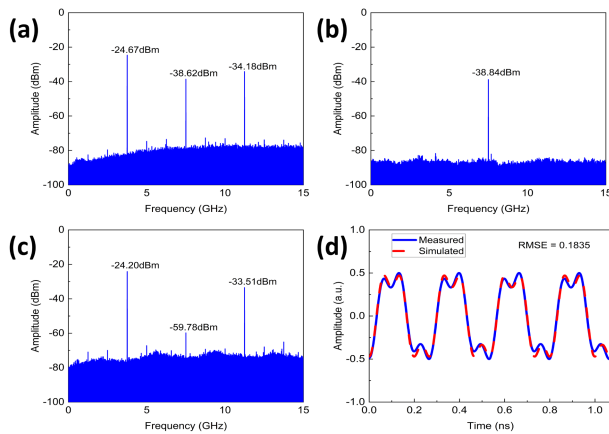 (a)
0
-20
-40
-60
-80
-100
Amplitude (dBm)
-24.67dBm
-38.62dBm
-34.18dBm
0
5
10
15
Frequency (GHz)
(b)
0
-20
-40
-60
-80
-100
Amplitude (dBm)
-38.84dBm
0
5
10
15
Frequency (GHz)
(c)
0
-20
-40
-60
-80
-100
Amplitude (dBm)
-24.20dBm
-59.78dBm
-33.51dBm
0
5
10
15
Frequency (GHz)
(d)
1.0
0.5
0.0
-0.5
-1.0
Amplitude (a.u.)
Measured
Simulated
RMSE = 0.1835
0.0
0.2
0.4
0.6
0.8
1.0
Time (ns)